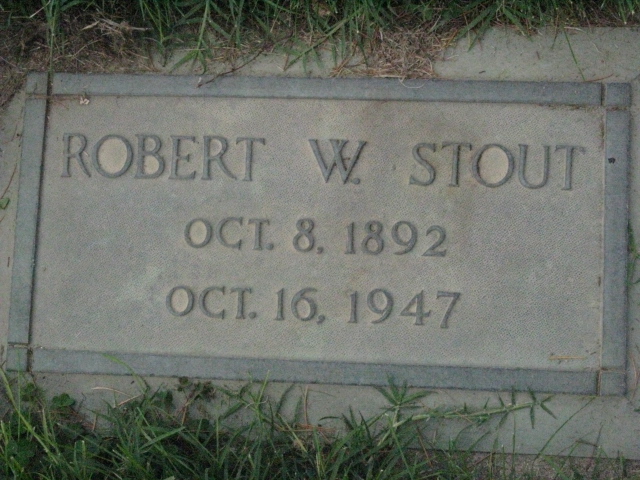 ROBERT W. STOUT
OCT. 8, 1892
OCT. 16, 1947